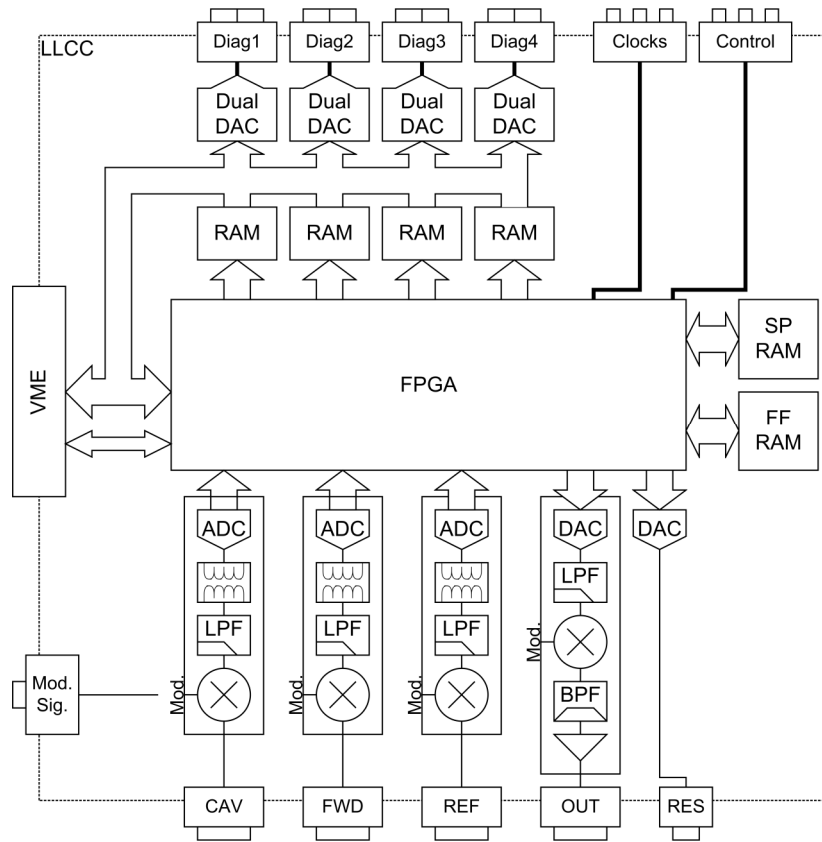 Diag1 Diag2 Diag3 Diag4 Clocks Control
LLCC
Dual
DAC
Dual
DAC
Dual
DAC
Dual
DAC
RAM RAM RAM RAM
VME
FPGA
SP
RAM
FF
RAM
ADC ADC ADC DAC DAC
LPF
LPF LPF LPF
Mod.
Mod. Mod. Mod.
Mod.
Sig.
BPF
CAV FWD REF OUT RES